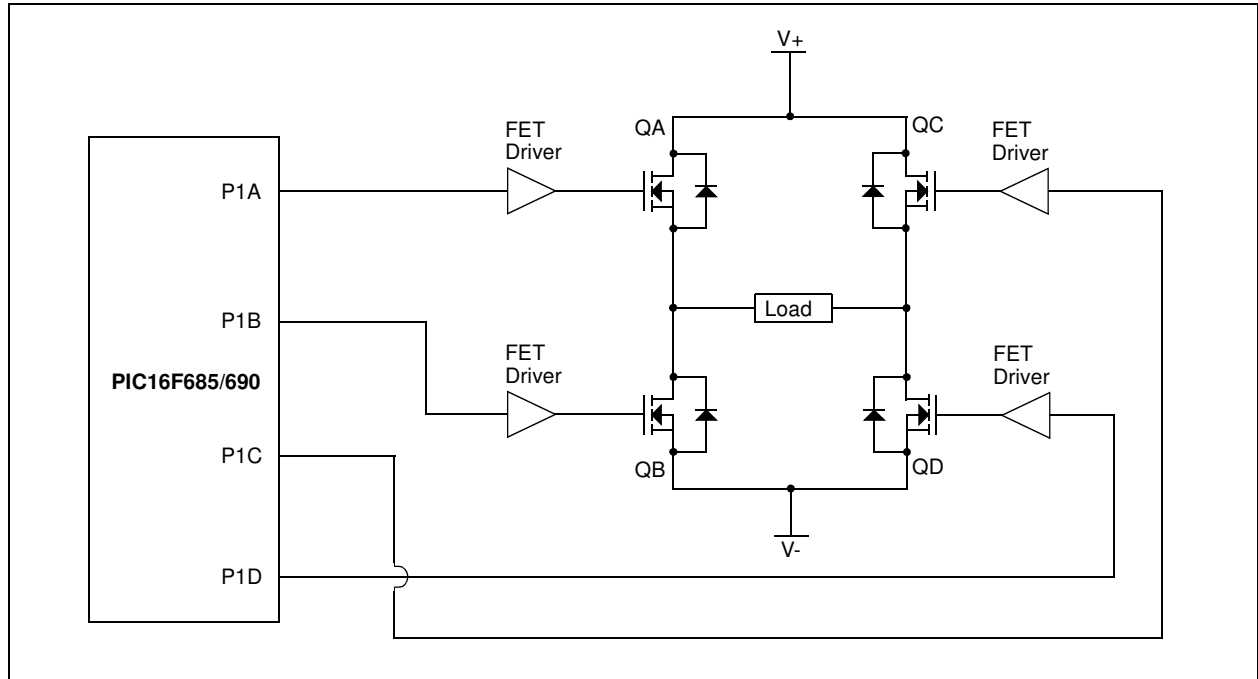 V+
QA
QC
FET
Driver
FET
Driver
P1A
P1B
Load
FET
Driver
FET
Driver
PIC16F685/690
P1C
QB
QD
V-
P1D